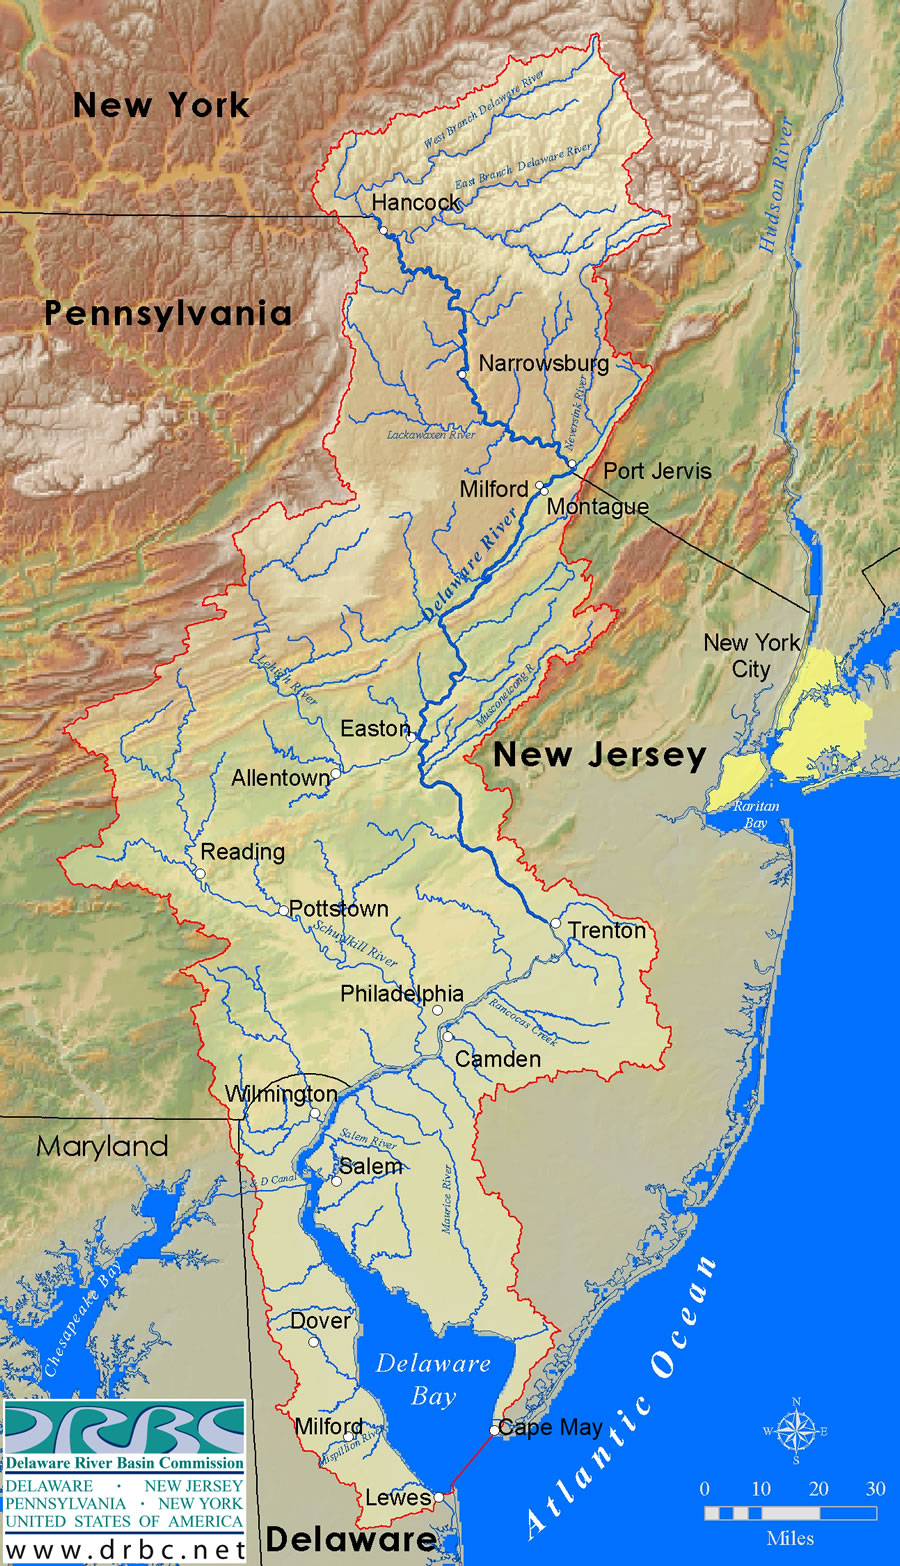 New York
West Branch Delaware River
East Branch Delaware River
Hudson River
Hancock
Pennsylvania
Narrowsburg
Neversink River
Lackawaxen River
Port Jervis
Milford
Montague
Delaware River
New York
City
Lehigh River
Musconetcong R.
Easton
New Jersey
Allentown
Raritan
Bay
Reading
Pottstown
Schuylkill River
Trenton
Philadelphia
Rancocas Creek
Camden
Wilmington
Maryland
Salem River
Salem
C & D Canal
Maurice River
Chesapeake Bay
Dover
Delaware
Bay
Atlantic Ocean
Milford
Mispillion River
Cape May
Lewes
Delaware
N
W E
S
0 10 20 30
Miles
DRBC
Delaware River Basin Commission
DELAWARE · NEW JERSEY
PENNSYLVANIA · NEW YORK
UNITED STATES OF AMERICA
www.drbc.net